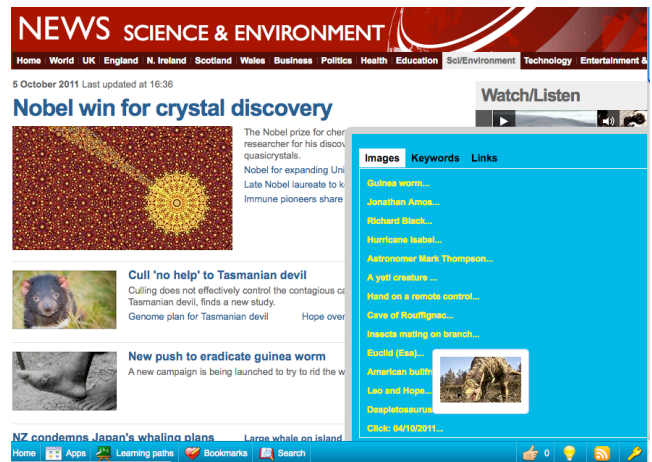 NEWS SCIENCE & ENVIRONMENT
Home World UK England N. Ireland Scotland Wales Business Politics Health Education Sci/Environment Technology Entertainment &
5 October 2011 Last updated at 16:36
Nobel win for crystal discovery
The Nobel prize for
researcher for his
quasicrystals.
Nobel for expanding
Late Nobel laureate to
Immune pioneers share
Watch/Listen
Images Keywords Links
Guinea worm...
Jonathan Amos...
Richard Black...
Hurricane Isabel...
Astronomer Mark Thompson...
A yeti creature ...
Hand on a remote control...
Cave of Rouffignac...
Insects mating on branch...
Euclid (Esa)...
American
Leo and Hope...
Daspletosaurus
Click: 04/10/2011...
Cull 'no help' to Tasmanian devil
Culling does not effectively control the contagious
Tasmanian devil, finds a new study.
Genome plan for Tasmanian devil Hope over
New push to eradicate guinea worm
A new campaign is being launched to try to rid the
NZ condemns Japan's whaling plans Large whale on island
Home Apps Learning paths Bookmarks Search 0